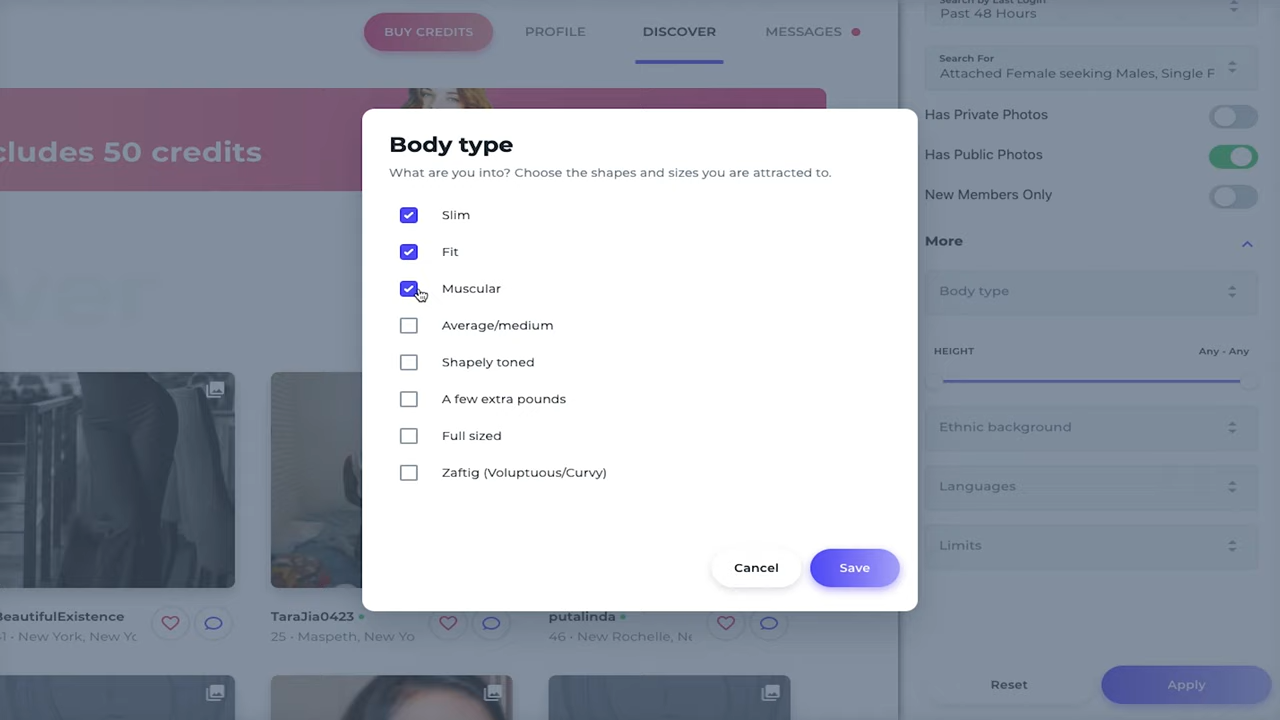 BUY CREDITS PROFILE DISCOVER MESSAGES
cludes 50 credits
Body type
What are you into? Choose the shapes and sizes you are attracted to.
Slim
Fit
Muscular
Average/medium
Shapely toned
A few extra pounds
Full sized
Zaftig (Voluptuous/Curvy)
Cancel Save
BeautifulExistence
New York, New Yo
TaraJia0423
25 • Maspeth, New Yo
putalinda
46 • New Rochelle, Ne
Search by Last Login
Past 48 Hours
Search For
Attached Female seeking Males, Single F
Has Private Photos
Has Public Photos
New Members Only
More
Body type
HEIGHT Any - Any
Ethnic background
Languages
Limits
Reset Apply